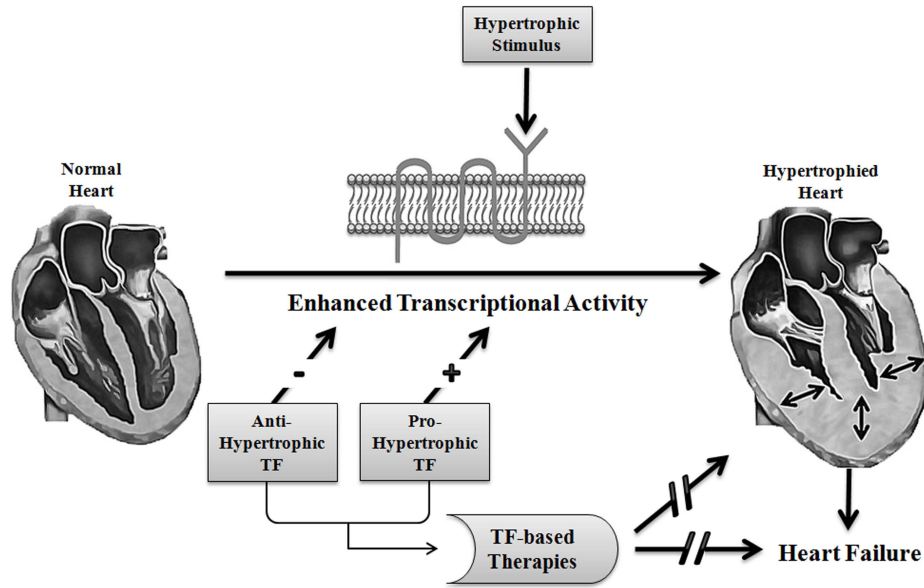 Hypertrophic
Stimulus
Normal
Heart
Hypertrophied
Heart
Enhanced Transcriptional Activity
-
+
Anti-
Hypertrophic
TF
Pro-
Hypertrophic
TF
TF-based
Therapies
Heart Failure